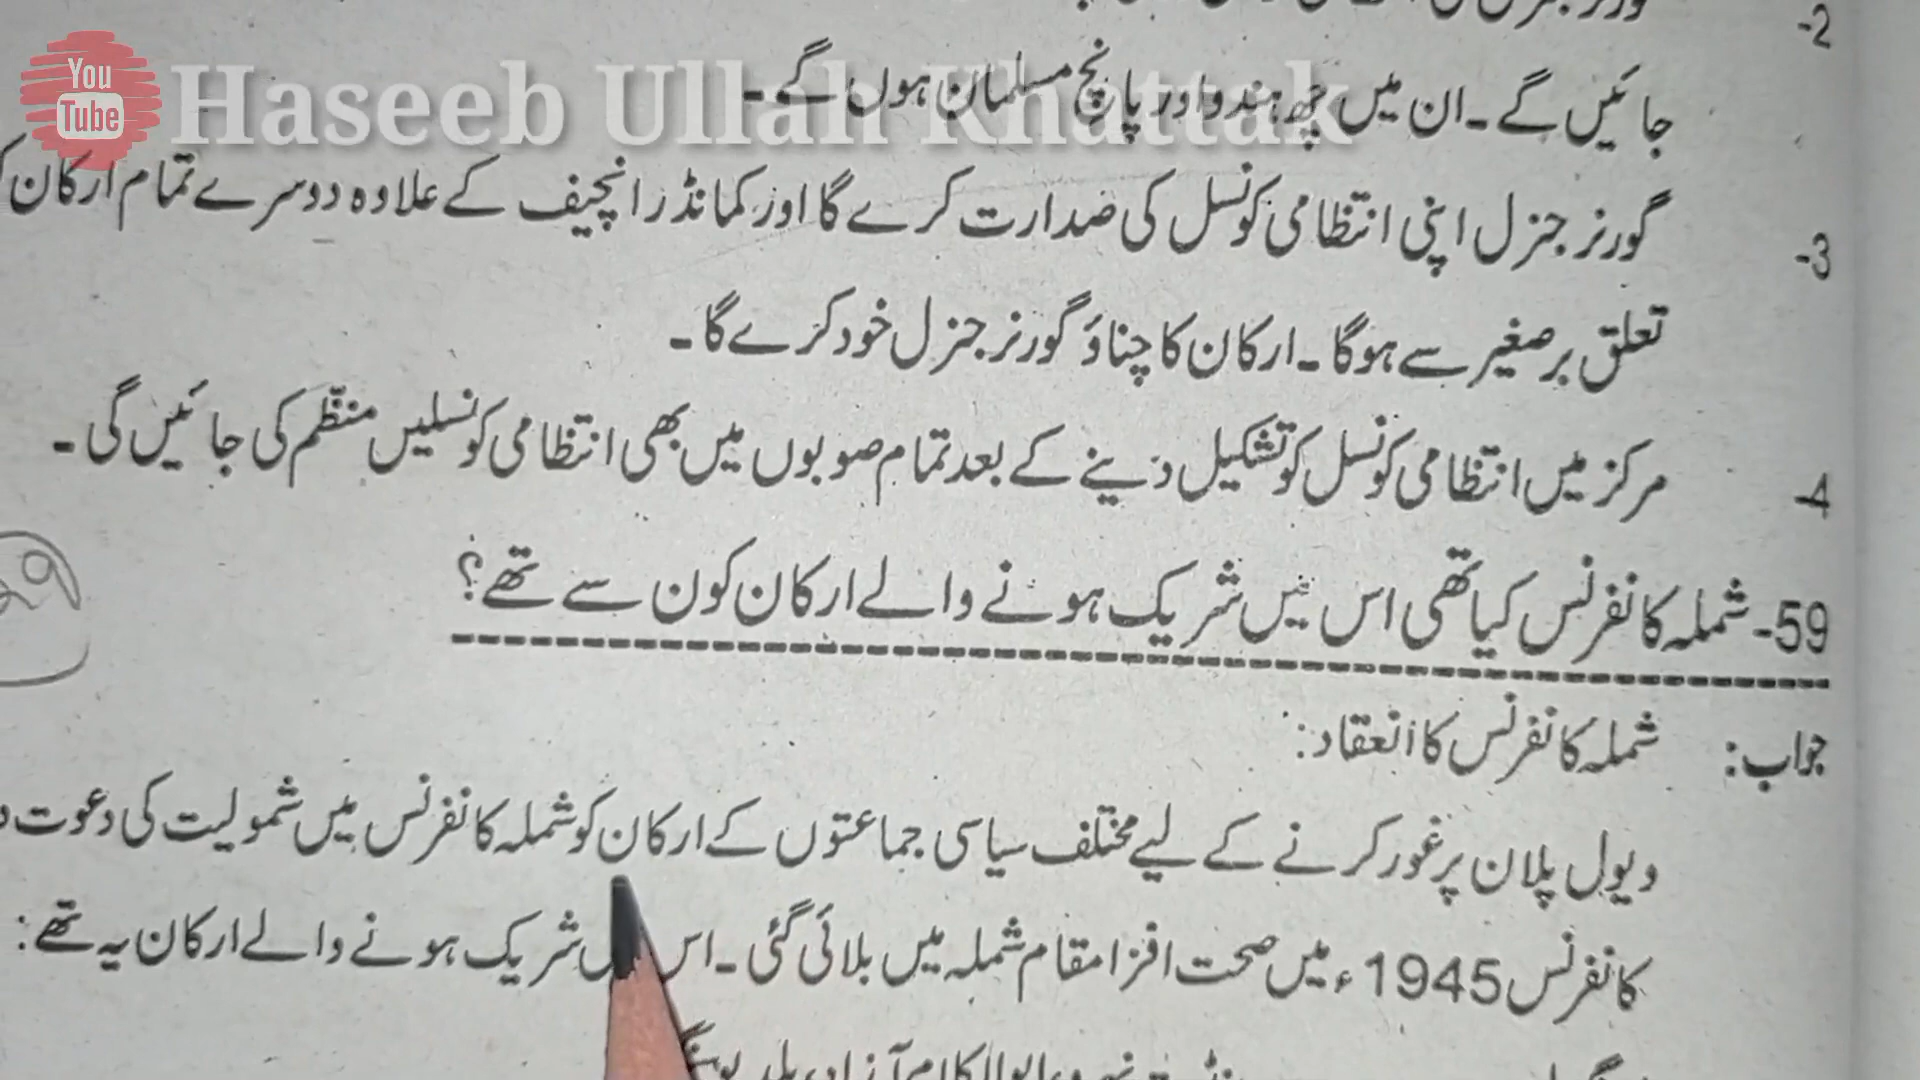 You
Tube
Haseeb Ullah Khattak
2-
جائیں گے۔ ان میں چھ ہندو اور پانچ مسلمان ہوں گے۔
3- گورنر جنرل اپنی انتظامی کونسل کی صدارت کرے گا اور کمانڈر انچیف کے علاوہ دوسرے تمام ارکان
تعلق برصغیر سے ہوگا۔ ارکان کا چناؤ گورنر جنرل خود کرے گا۔
4- مرکز میں انتظامی کونسل کو تشکیل دینے کے بعد تمام صوبوں میں بھی انتظامی کونسلیں منظم کی جائیں گی۔
59- شملہ کانفرنس کیا تھی اس میں شریک ہونے والے ارکان کون سے تھے؟
جواب: شملہ کانفرنس کا انعقاد:
ویول پلان پر غور کرنے کے لیے مختلف سیاسی جماعتوں کے ارکان کو شملہ کانفرنس میں شمولیت کی دعوت
کانفرنس 1945ء میں صحت افزا مقام شملہ میں بلائی گئی۔ اس شریک ہونے والے ارکان یہ تھے: